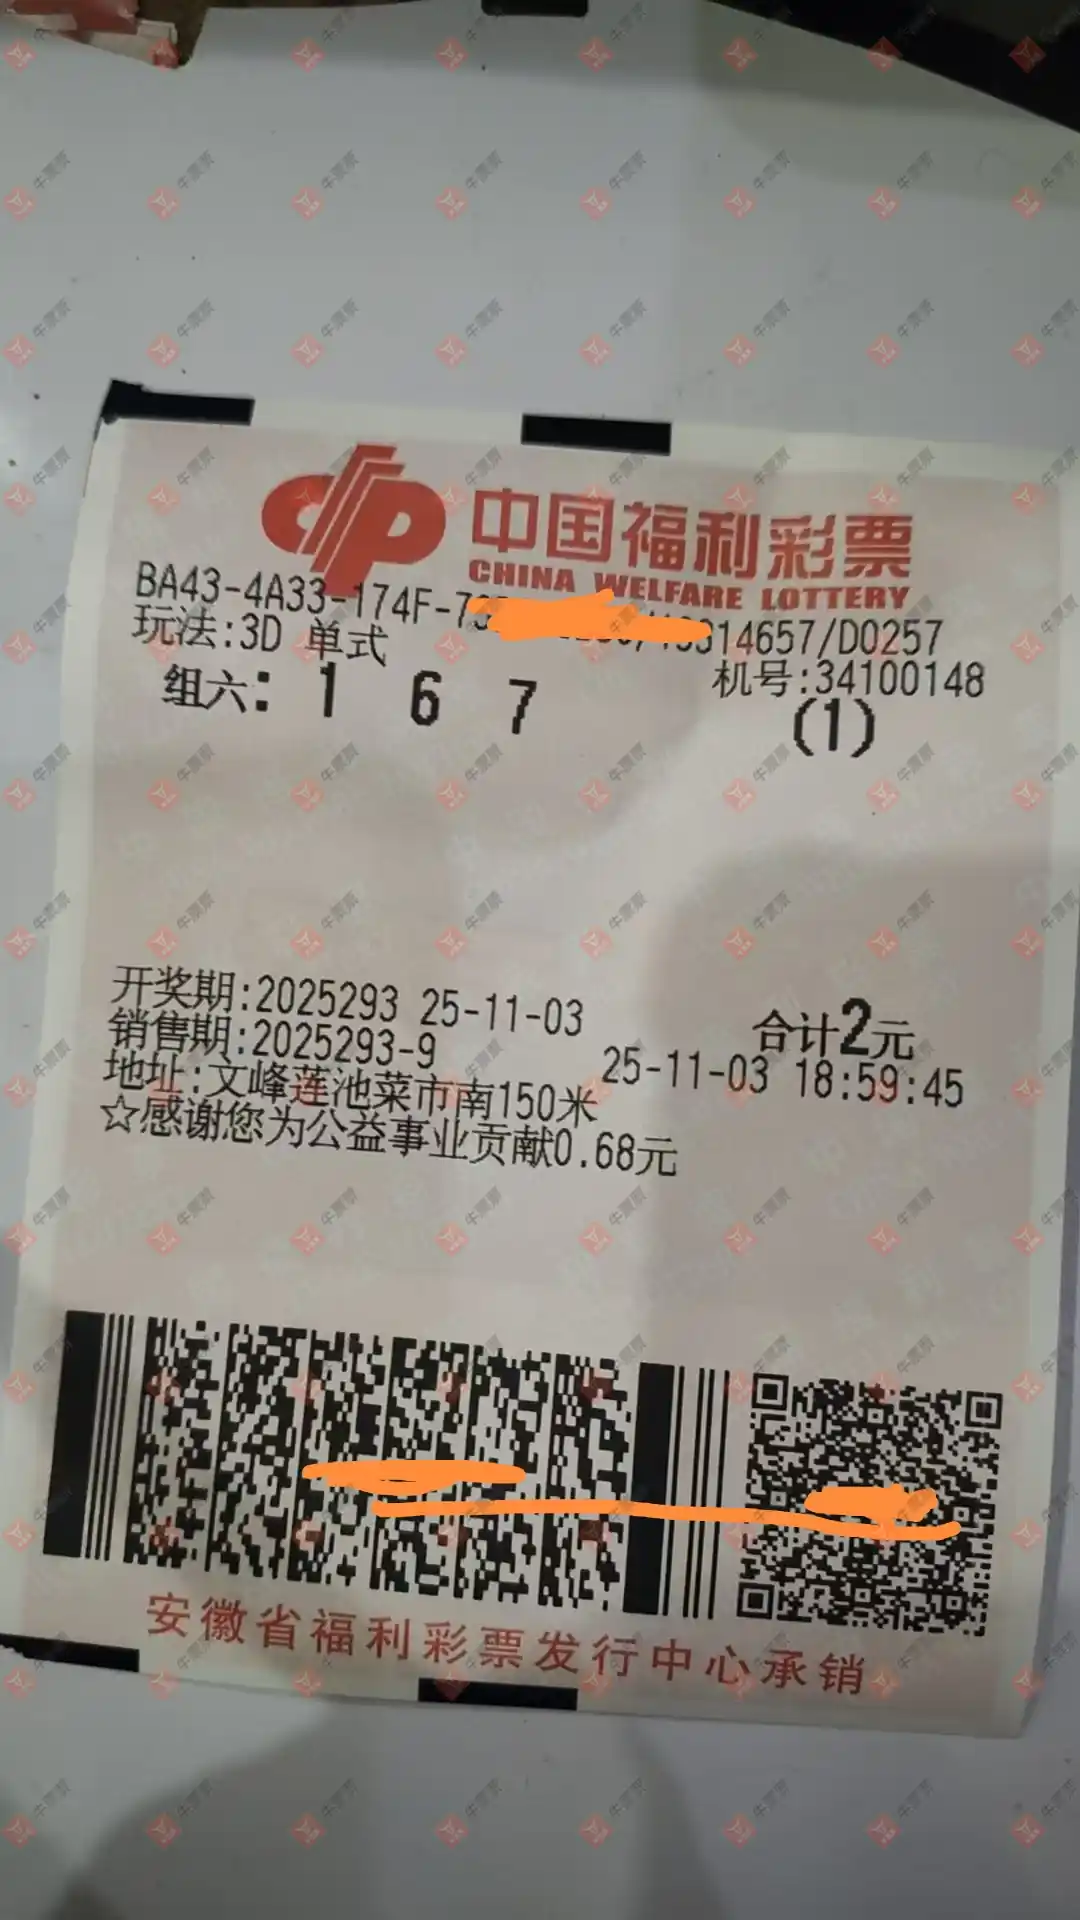 中国福利彩票
CHINA WELFARE LOTTERY
BA43-4A33-174F-7 14657/D0257
玩法:3D 单式
机号:34100148
组六: 1 6 7 (1)
开奖期:2025293 25-11-03
合计2元
销售期:2025293-9 25-11-03 18:59:45
地址:文峰莲池菜市南150米
☆感谢您为公益事业贡献0.68元
安徽省福利彩票发行中心承销